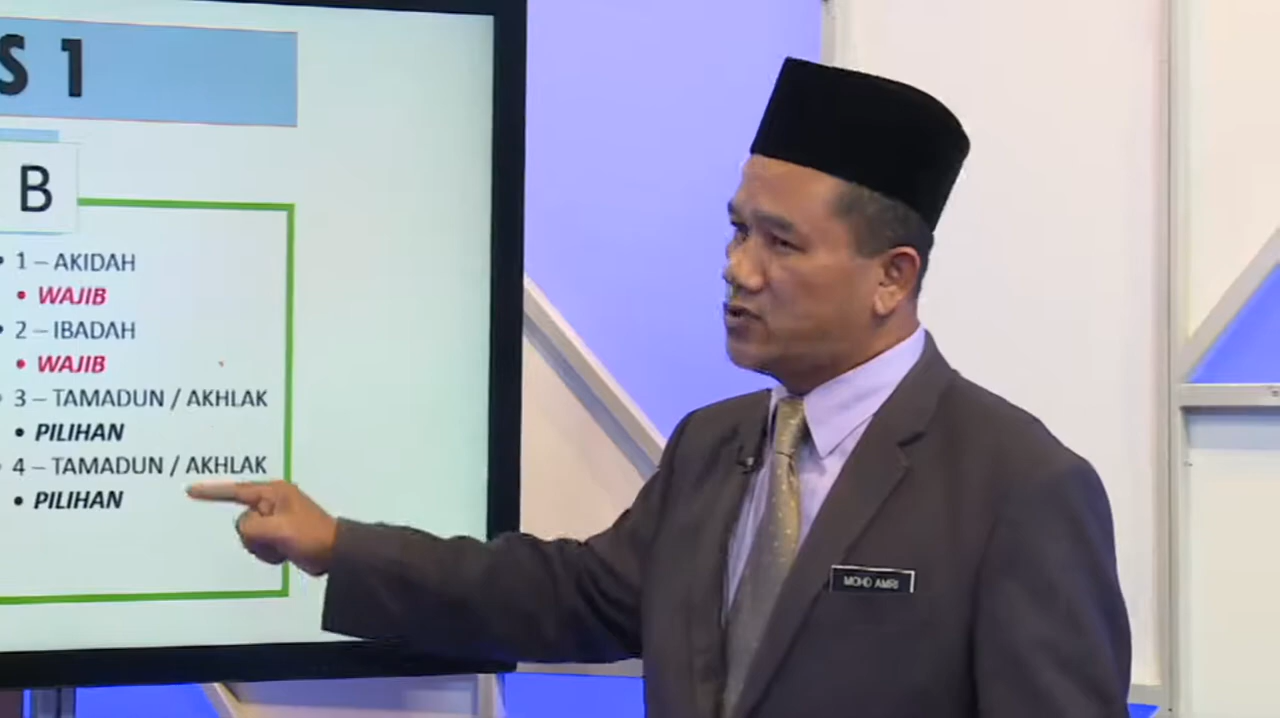 S 1
B
• 1 – AKIDAH
• WAJIB
• 2 – IBADAH
• WAJIB
• 3 – TAMADUN / AKHLAK
• PILIHAN
• 4 – TAMADUN / AKHLAK
• PILIHAN
MOHD AMRI